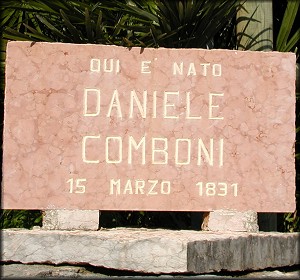 QUI E' NATO
DANIELE
COMBONI
15 MARZO 1831